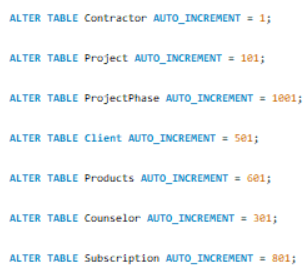 ALTER TABLE Contractor AUTO_INCREMENT = 1;
ALTER TABLE Project AUTO_INCREMENT = 101;
ALTER TABLE ProjectPhase AUTO_INCREMENT = 1001;
ALTER TABLE Client AUTO_INCREMENT = 501;
ALTER TABLE Products AUTO_INCREMENT = 601;
ALTER TABLE Counselor AUTO_INCREMENT = 301;
ALTER TABLE Subscription AUTO_INCREMENT = 801;